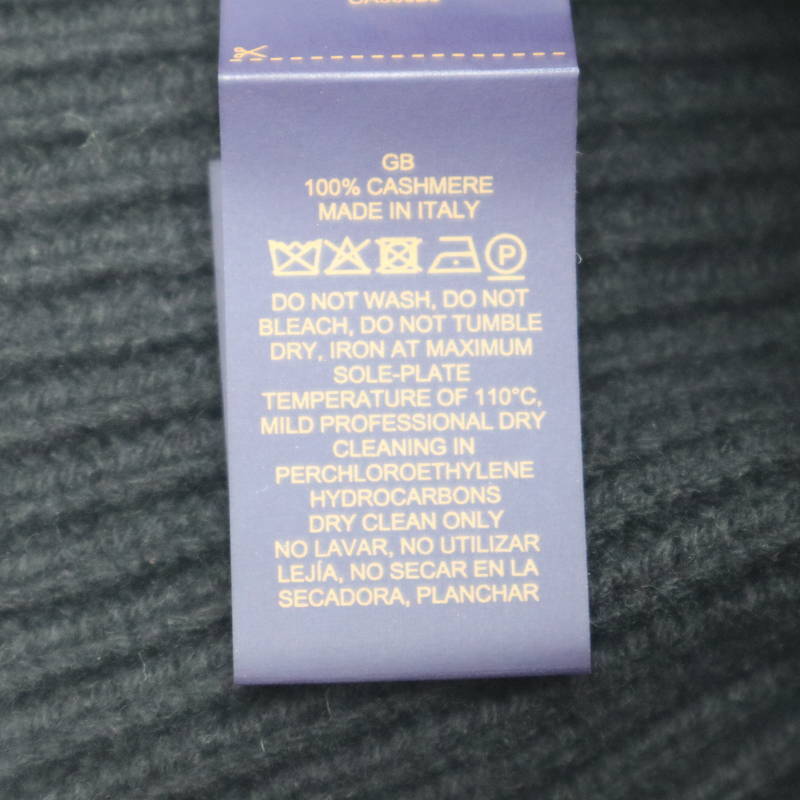 GB
100% CASHMERE
MADE IN ITALY
P
DO NOT WASH, DO NOT
BLEACH, DO NOT TUMBLE
DRY, IRON AT MAXIMUM
SOLE-PLATE
TEMPERATURE OF 110°C,
MILD PROFESSIONAL DRY
CLEANING IN
PERCHLOROETHYLENE
HYDROCARBONS
DRY CLEAN ONLY
NO LAVAR, NO UTILIZAR
LEJÍA, NO SECAR EN LA
SECADORA, PLANCHAR